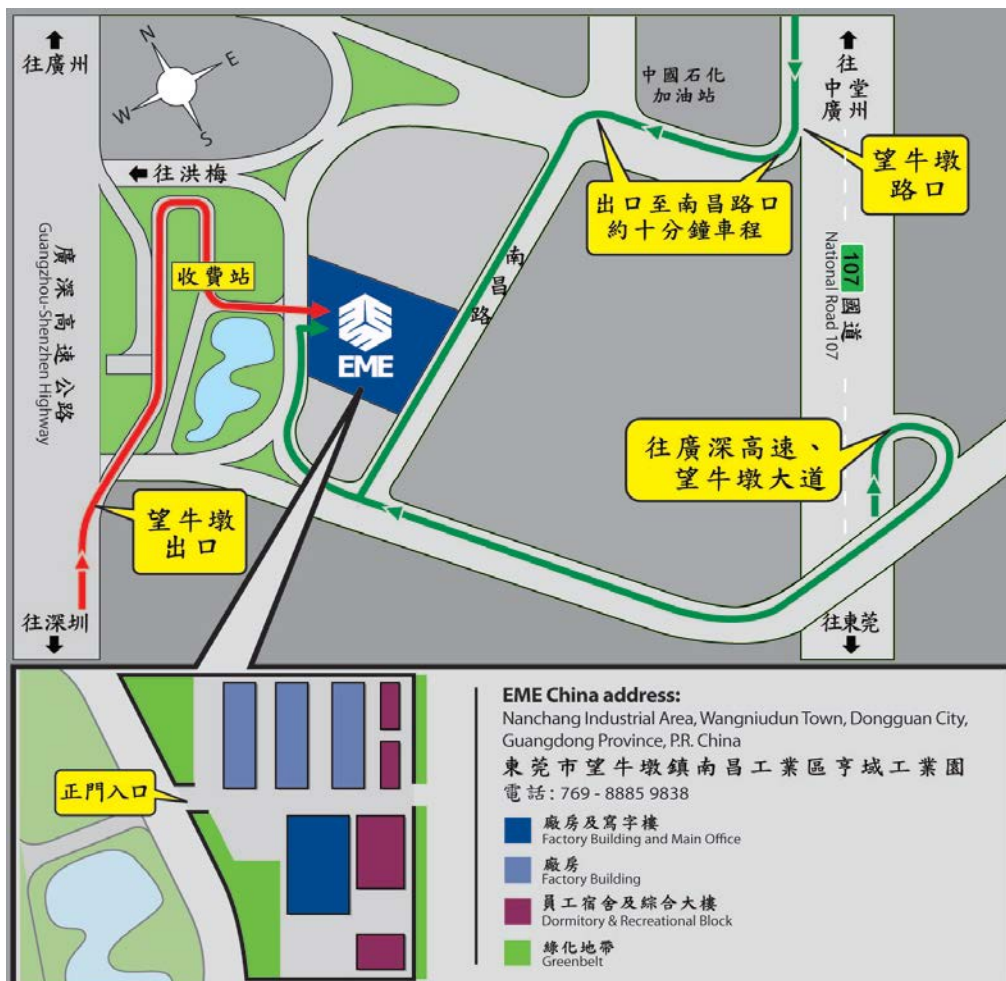 往廣州
N
E
W
S
往洪梅
收費站
廣深高速公路
Guangzhou-Shenzhen Highway
EME
南昌路
中國石化
加油站
往
中堂
廣州
望牛墩
路口
出口至南昌路口
約十分鐘車程
107 國道
National Road 107
往廣深高速、
望牛墩大道
望牛墩
出口
往深圳
往東莞
正門入口
EME China address:
Nanchang Industrial Area, Wangniudun Town, Dongguan City,
Guangdong Province, P.R. China
東莞市望牛墩鎮南昌工業區亨域工業園
電話: 769 - 8885 9838
廠房及寫字樓
Factory Building and Main Office
廠房
Factory Building
員工宿舍及綜合大樓
Dormitory & Recreational Block
綠化地帶
Greenbelt